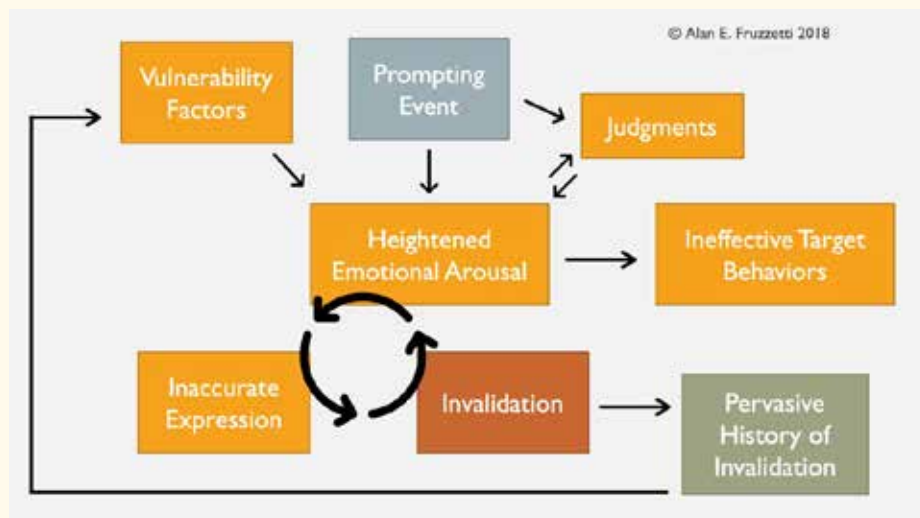 © Alan E. Fruzzetti 2018
Vulnerability
Factors
Prompting
Event
Judgments
Heightened
Emotional Arousal
Ineffective Target
Behaviors
Inaccurate
Expression
Invalidation
Pervasive
History of
Invalidation